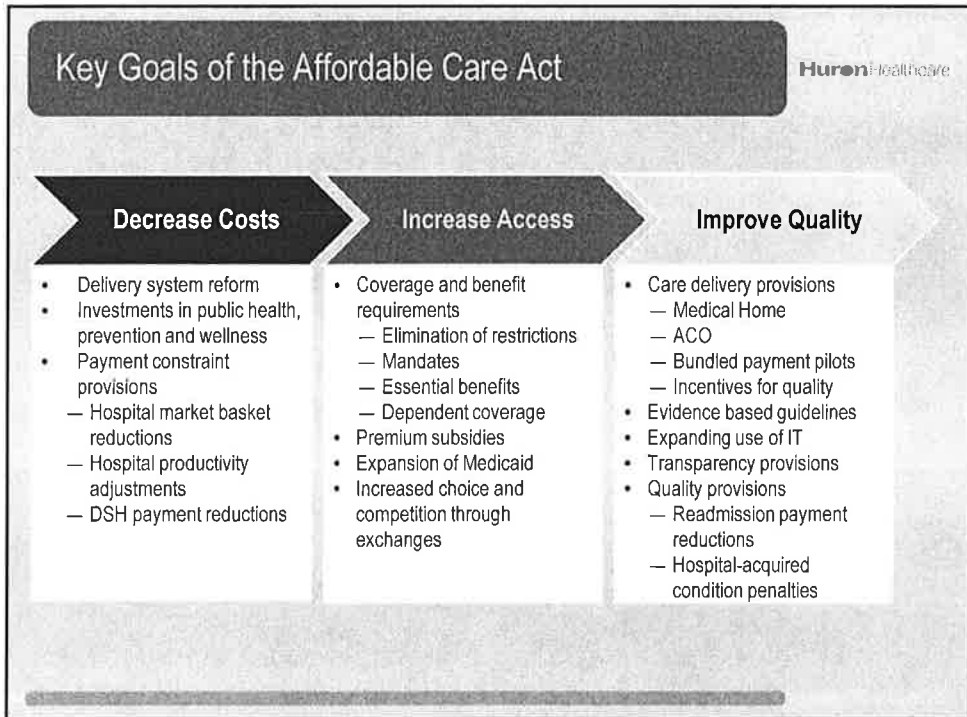 Key Goals of the Affordable Care Act
Huron Healthcare
Decrease Costs
• Delivery system reform
• Investments in public health,
prevention and wellness
• Payment constraint
provisions
— Hospital market basket
reductions
— Hospital productivity
adjustments
— DSH payment reductions
Increase Access
• Coverage and benefit
requirements
— Elimination of restrictions
— Mandates
— Essential benefits
— Dependent coverage
• Premium subsidies
• Expansion of Medicaid
• Increased choice and
competition through
exchanges
Improve Quality
• Care delivery provisions
— Medical Home
— ACO
— Bundled payment pilots
— Incentives for quality
• Evidence based guidelines
• Expanding use of IT
• Transparency provisions
• Quality provisions
— Readmission payment
reductions
— Hospital-acquired
condition penalties